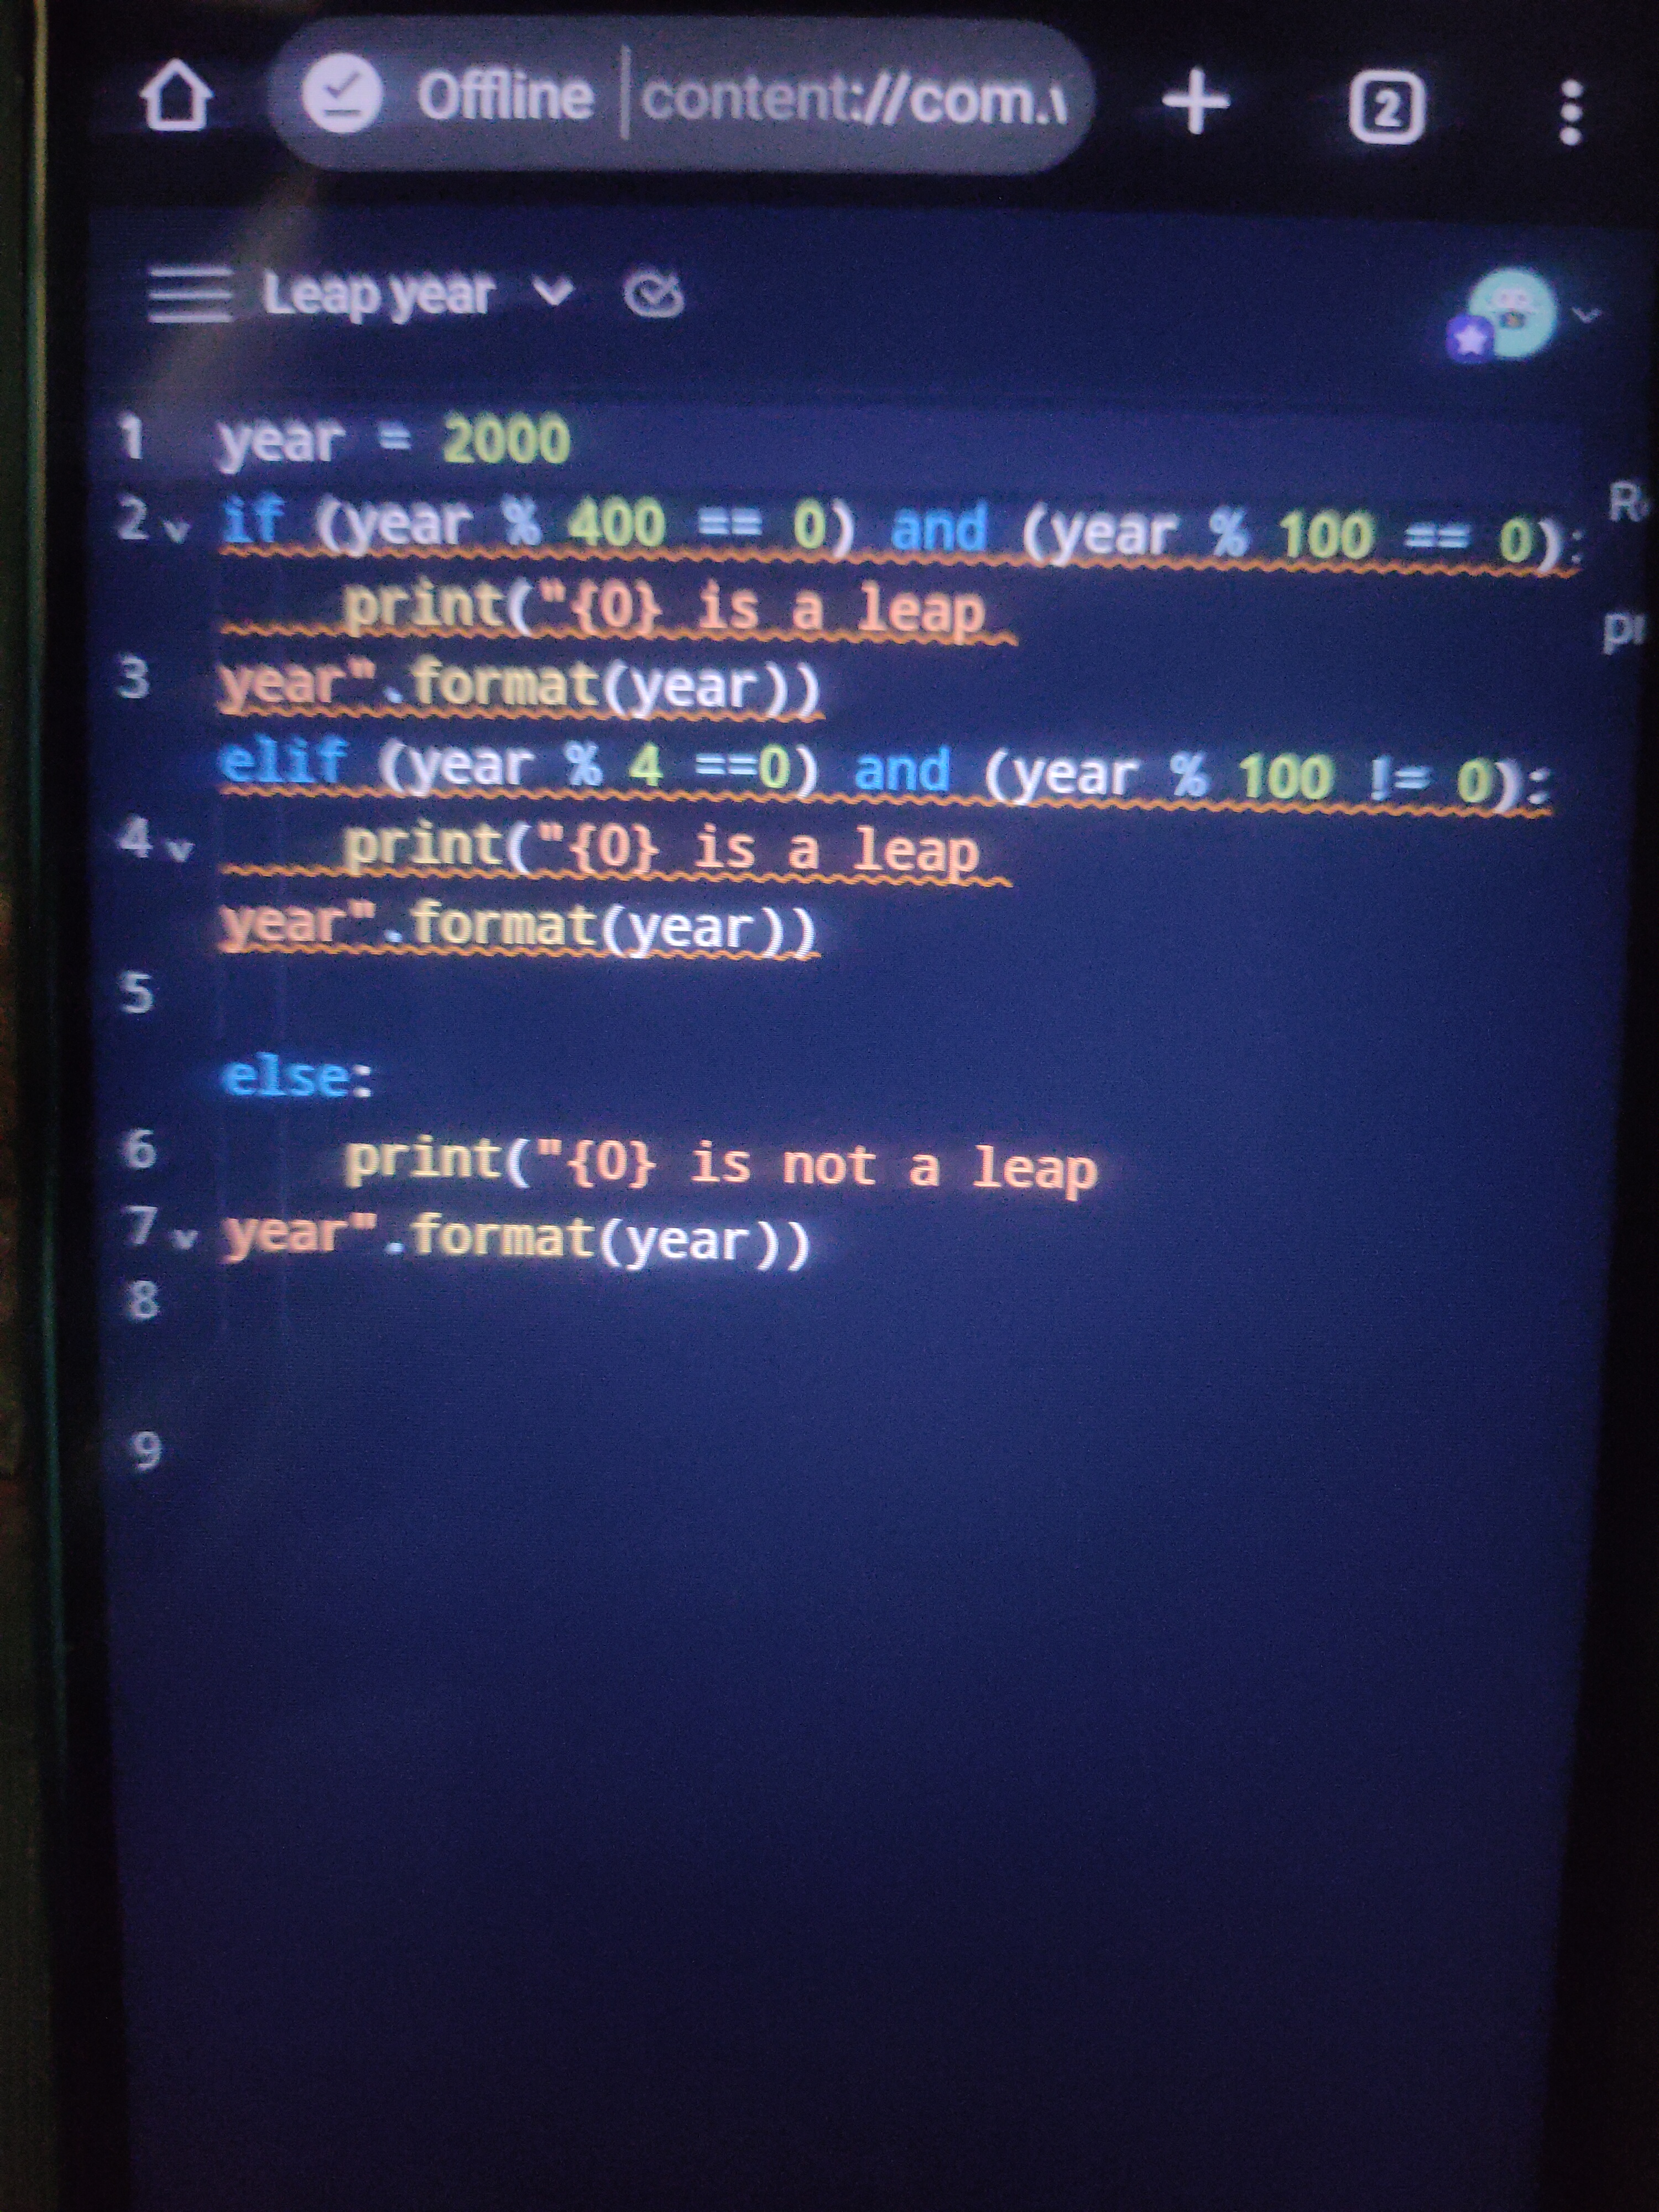 Offline content://com.
2
Leap year
1 year = 2000
2 if (year % 400 == 0) and (year % 100 == 0):
print("{0} is a leap
3 year".format(year))
elif (year % 4 ==0) and (year % 100 != 0):
4 print("{0} is a leap
year".format(year))
5
else:
6 print("{0} is not a leap
7 year".format(year))
8
9